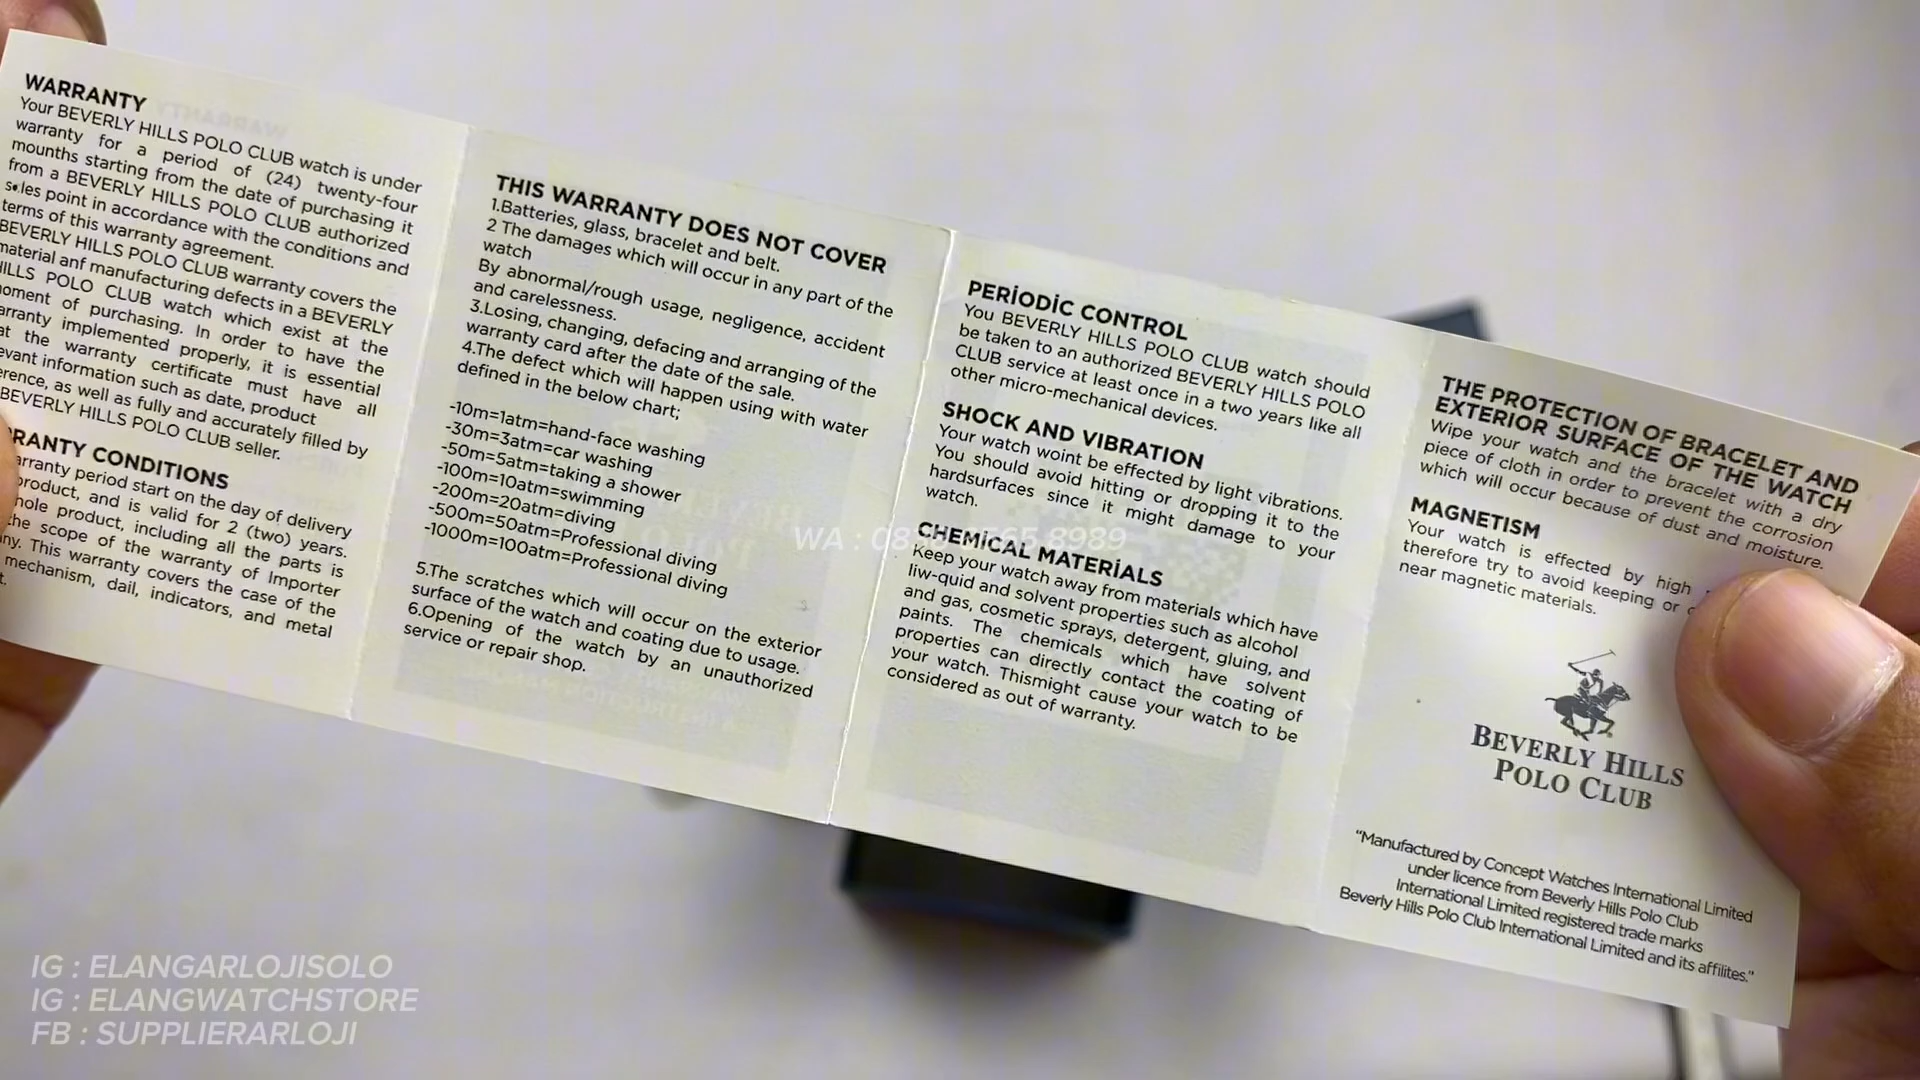 WARRANTY
Your BEVERLY HILLS POLO CLUB watch is under
warranty for a period of (24) twenty-four
mounths starting from the date of purchasing it
from a BEVERLY HILLS POLO CLUB authorized
sales point in accordance with the conditions and
terms of this warranty agreement.
BEVERLY HILLS POLO CLUB warranty covers the
material anf manufacturing defects in a BEVERLY
HILLS POLO CLUB watch which exist at the
moment of purchasing. In order to have the
warranty implemented properly, it is essential
the warranty certificate must have all
information such as date, product
as well as fully and accurately filled by
BEVERLY HILLS POLO CLUB seller.
WARRANTY CONDITIONS
warranty period start on the day of delivery
product, and is valid for 2 (two) years.
whole product, including all the parts is
the scope of the warranty of Importer
This warranty covers the case of the
mechanism, dail, indicators, and metal
THIS WARRANTY DOES NOT COVER
1.Batteries, glass, bracelet and belt.
2 The damages which will occur in any part of the
watch
By abnormal/rough usage, negligence, accident
and carelessness.
3.Losing, changing, defacing and arranging of the
warranty card after the date of the sale.
4.The defect which will happen using with water
defined in the below chart;
-10m=1atm=hand-face washing
-30m=3atm=car washing
-50m=5atm=taking a shower
-100m=10atm=swimming
-200m=20atm=diving
-500m=50atm=Professional diving
-1000m=100atm=Professional diving
5.The scratches which will occur on the exterior
surface of the watch and coating due to usage.
6.Opening of the watch by an unauthorized
service or repair shop.
PERİODİC CONTROL
You BEVERLY HILLS POLO CLUB watch should
be taken to an authorized BEVERLY HILLS POLO
CLUB service at least once in a two years like all
other micro-mechanical devices.
SHOCK AND VIBRATION
Your watch woint be effected by light vibrations.
You should avoid hitting or dropping it to the
hardsurfaces since it might damage to your
watch.
CHEMİCAL MATERİALS
Keep your watch away from materials which have
liw-quid and solvent properties such as alcohol
and gas, cosmetic sprays, detergent, gluing, and
paints. The chemicals which have solvent
properties can directly contact the coating of
your watch. Thismight cause your watch to be
considered as out of warranty.
THE PROTECTION OF BRACELET AND
EXTERIOR SURFACE OF THE WATCH
Wipe your watch and the bracelet with a dry
piece of cloth in order to prevent the corrosion
which will occur because of dust and moisture.
MAGNETISM
Your watch is effected by high
therefore try to avoid keeping or
near magnetic materials.
BEVERLY HILLS
POLO CLUB
"Manufactured by Concept Watches International Limited
under licence from Beverly Hills Polo Club
International Limited registered trade marks
Beverly Hills Polo Club International Limited and its affilites."
WA : 8989
IG : ELANGARLOJISOLO
IG : ELANGWATCHSTORE
FB : SUPPLIERARLOJI